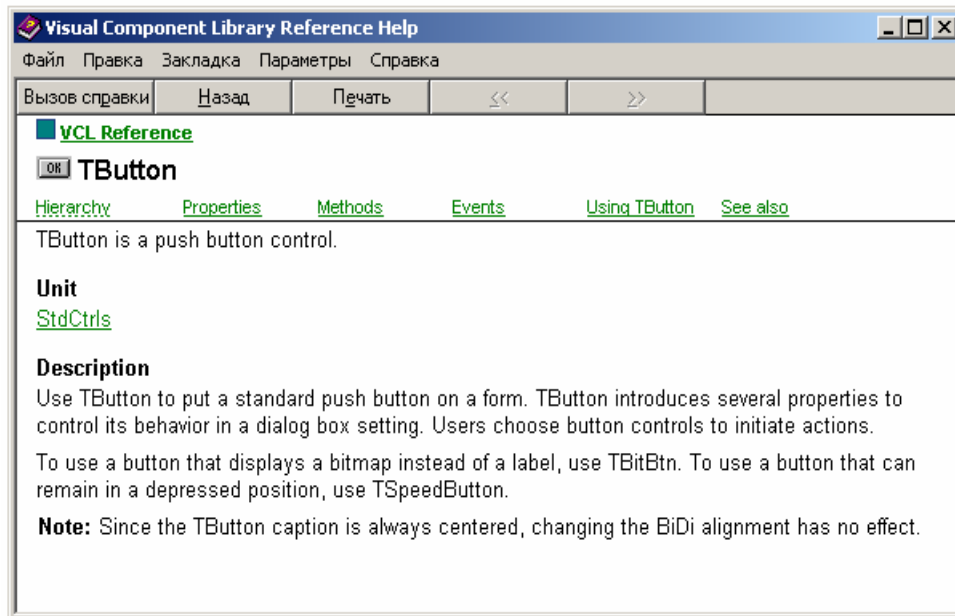 Visual Component Library Reference Help
Файл Правка Закладка Параметры Справка
Вызов справки Назад Печать << >>
VCL Reference
OK TButton
Hierarchy Properties Methods Events Using TButton See also
TButton is a push button control.
Unit
StdCtrls
Description
Use TButton to put a standard push button on a form. TButton introduces several properties to
control its behavior in a dialog box setting. Users choose button controls to initiate actions.
To use a button that displays a bitmap instead of a label, use TBitBtn. To use a button that can
remain in a depressed position, use TSpeedButton.
Note: Since the TButton caption is always centered, changing the BiDi alignment has no effect.